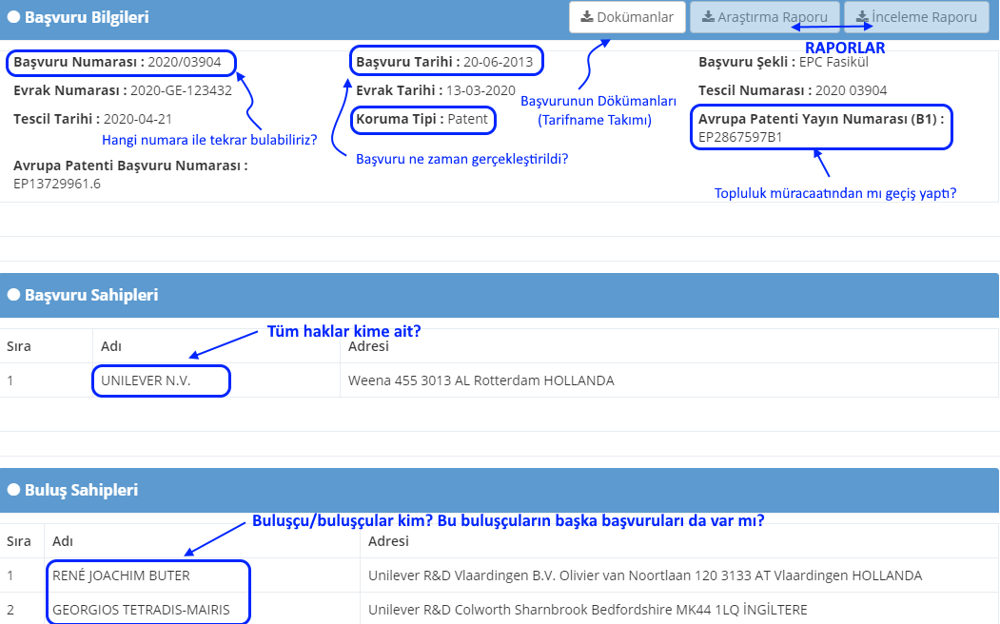 Başvuru Bilgileri
Dokümanlar
Araştırma Raporu
İnceleme Raporu
RAPORLAR
Başvuru Numarası : 2020/03904
Başvuru Tarihi : 20-06-2013
Başvuru Şekli : EPC Fasikül
Evrak Numarası : 2020-GE-123432
Evrak Tarihi : 13-03-2020
Başvurunun Dökümanları
(Tarifname Takımı)
Tescil Numarası : 2020 03904
Tescil Tarihi : 2020-04-21
Koruma Tipi : Patent
Avrupa Patenti Yayın Numarası (B1) :
EP2867597B1
Hangi numara ile tekrar bulabiliriz?
Başvuru ne zaman gerçekleştirildi?
Avrupa Patenti Başvuru Numarası :
EP13729961.6
Topluluk müracaatından mı geçiş yaptı?
Başvuru Sahipleri
Tüm haklar kime ait?
Sıra Adı Adresi
1 UNILEVER N.V. Weena 455 3013 AL Rotterdam HOLLANDA
Buluş Sahipleri
Buluşçu/buluşçular kim? Bu buluşçuların başka başvuruları da var mı?
Sıra Adı Adresi
1 RENÉ JOACHIM BUTER Unilever R&D Vlaardingen B.V. Olivier van Noortlaan 120 3133 AT Vlaardingen HOLLANDA
2 GEORGIOS TETRADIS-MAIRIS Unilever R&D Colworth Sharnbrook Bedfordshire MK44 1LQ İNGİLTERE